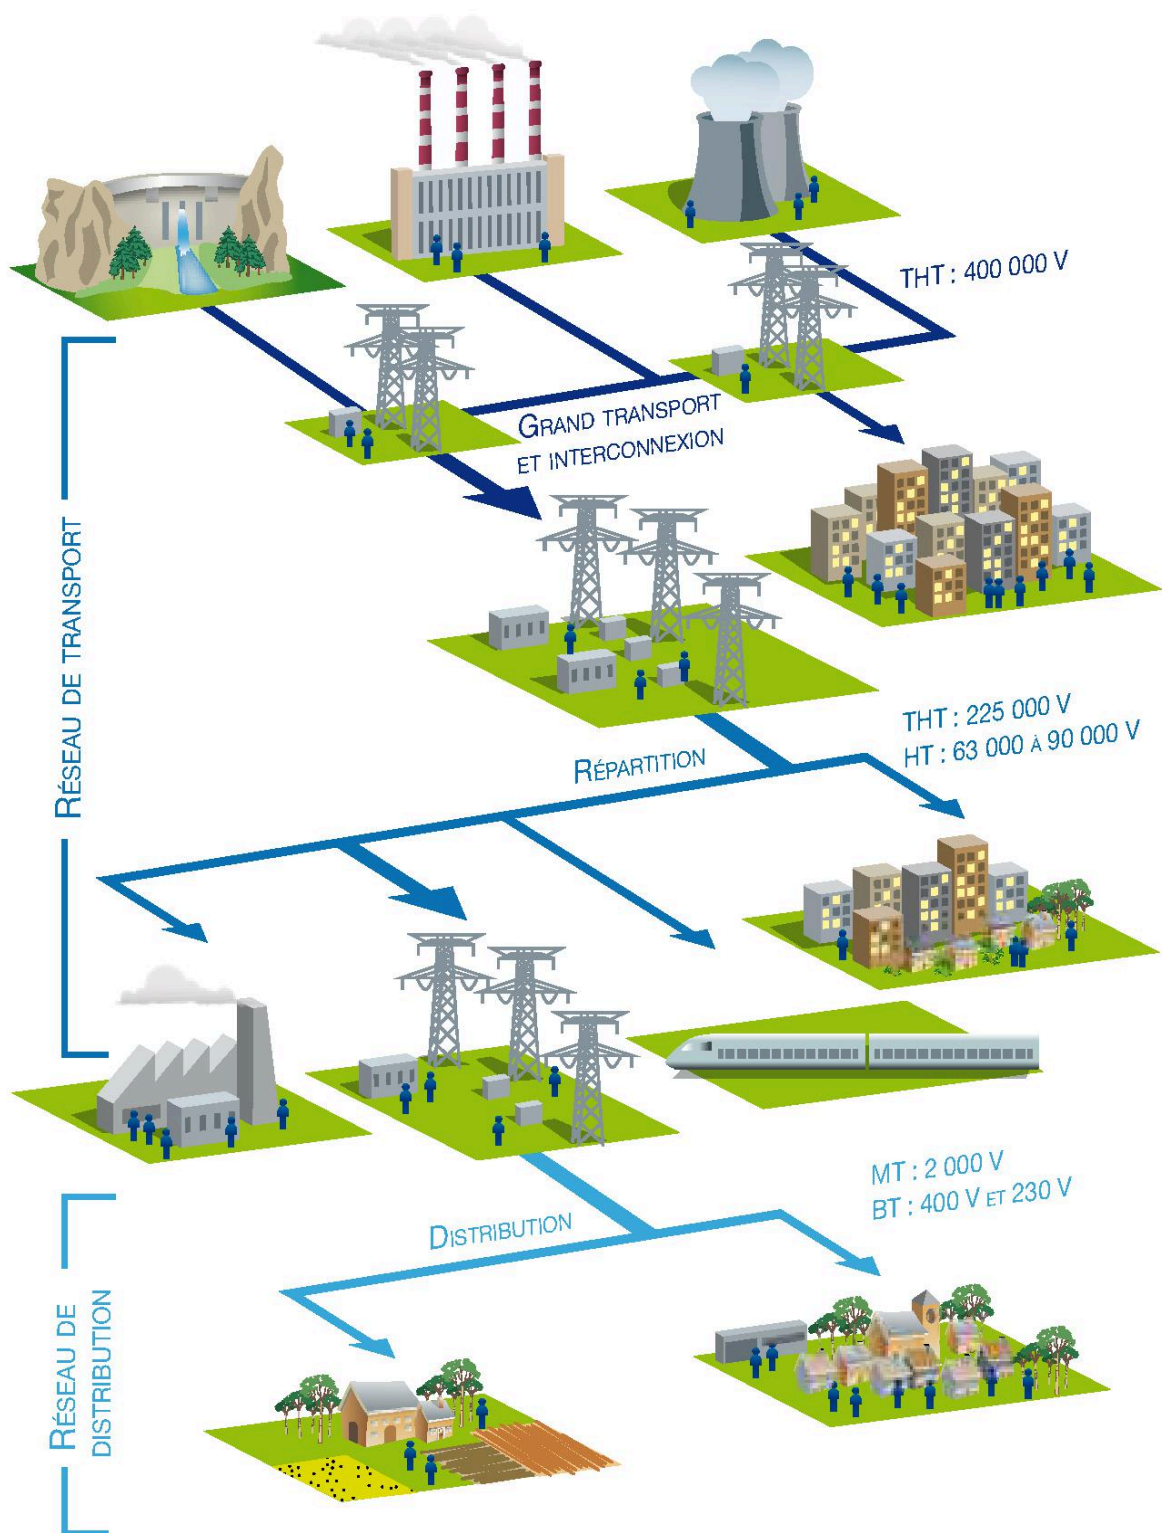 THT : 400 000 V
GRAND TRANSPORT
ET INTERCONNEXION
RÉSEAU DE TRANSPORT
THT : 225 000 V
HT : 63 000 À 90 000 V
RÉPARTITION
MT : 2 000 V
BT : 400 V ET 230 V
DISTRIBUTION
RÉSEAU DE
DISTRIBUTION